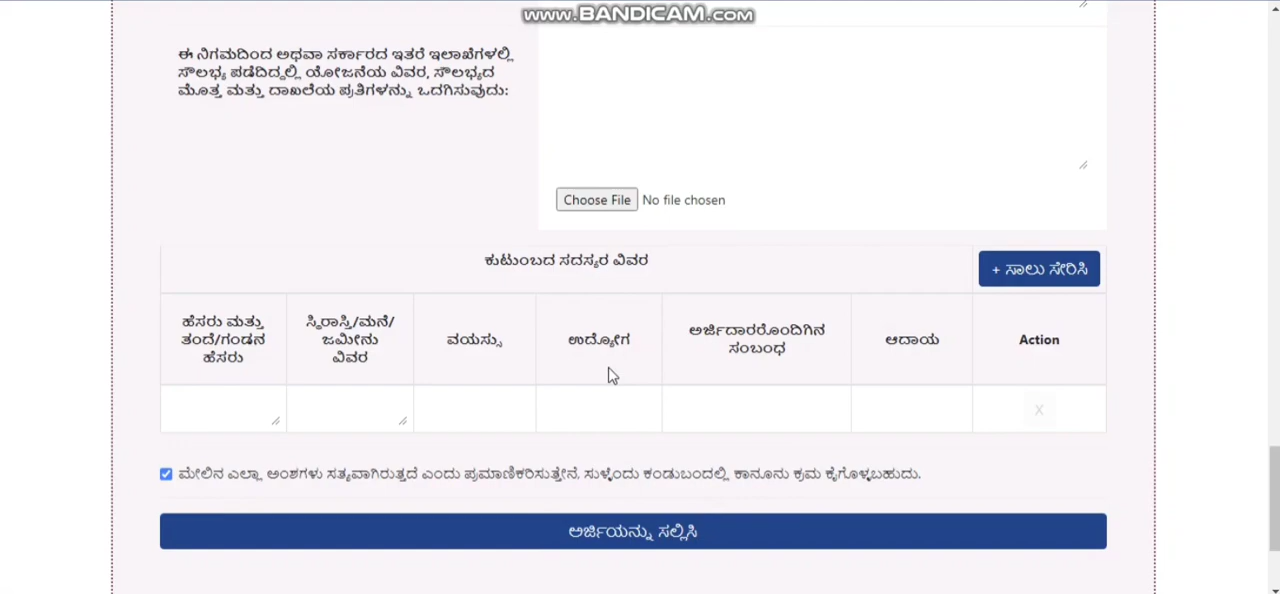 www.BANDICAM.com
ಈ ನಿಗಮದಿಂದ ಅಥವಾ ಸರ್ಕಾರದ ಇತರೆ ಇಲಾಖೆಗಳಲ್ಲಿ
ಸೌಲಭ್ಯ ಪಡೆದಿದ್ದಲ್ಲಿ ಯೋಜನೆಯ ವಿವರ, ಸೌಲಭ್ಯದ
ಮೊತ್ತ ಮತ್ತು ದಾಖಲೆಯ ಪ್ರತಿಗಳನ್ನು ಒದಗಿಸುವುದು:
Choose File No file chosen
ಕುಟುಂಬದ ಸದಸ್ಯರ ವಿವರ
+ ಸಾಲು ಸೇರಿಸಿ
ಹೆಸರು ಮತ್ತು
ತಂದೆ/ಗಂಡನ
ಹೆಸರು
ಸ್ಥಿರಾಸ್ತಿ/ಮನೆ/
ಜಮೀನು
ವಿವರ
ವಯಸ್ಸು
ಉದ್ಯೋಗ
ಅರ್ಜಿದಾರರೊಂದಿಗಿನ
ಸಂಬಂಧ
ಆದಾಯ
Action
X
ಮೇಲಿನ ಎಲ್ಲಾ ಅಂಶಗಳು ಸತ್ಯವಾಗಿರುತ್ತದೆ ಎಂದು ಪ್ರಮಾಣಿಕರಿಸುತ್ತೇನೆ, ಸುಳ್ಳೆಂದು ಕಂಡುಬಂದಲ್ಲಿ ಕಾನೂನು ಕ್ರಮ ಕೈಗೊಳ್ಳಬಹುದು.
ಅರ್ಜಿಯನ್ನು ಸಲ್ಲಿಸಿ